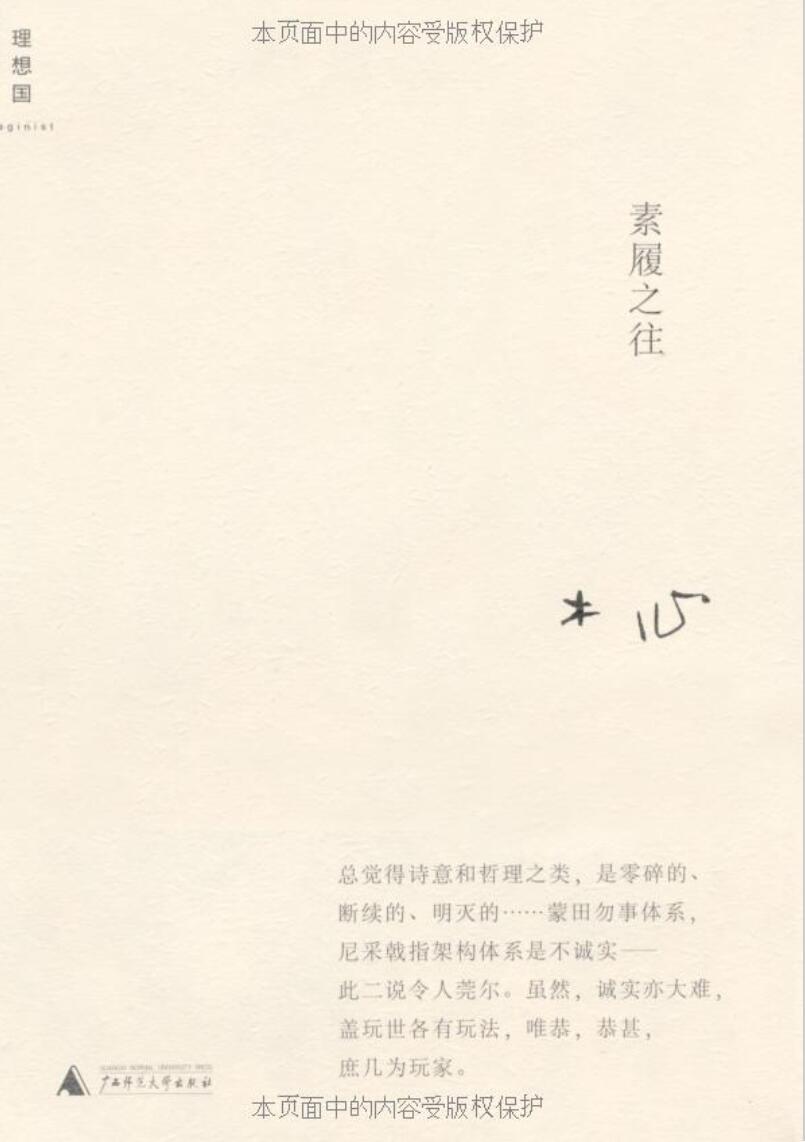 本页面中的内容受版权保护
理想国
aginist
素履之往
木心
总觉得诗意和哲理之类，是零碎的、
断续的、明灭的……蒙田勿事体系，
尼采戟指架构体系是不诚实——
此二说令人莞尔。虽然，诚实亦大难，
盖玩世各有玩法，唯恭，恭甚，
庶几为玩家。
GUANGXI NORMAL UNIVERSITY PRESS
广西师范大学出版社
本页面中的内容受版权保护